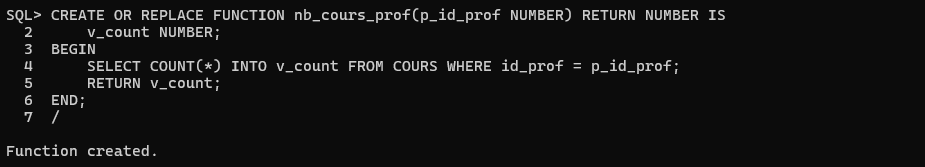 SQL> CREATE OR REPLACE FUNCTION nb_cours_prof(p_id_prof NUMBER) RETURN NUMBER IS
  2      v_count NUMBER;
  3  BEGIN
  4      SELECT COUNT(*) INTO v_count FROM COURS WHERE id_prof = p_id_prof;
  5      RETURN v_count;
  6  END;
  7  /

Function created.